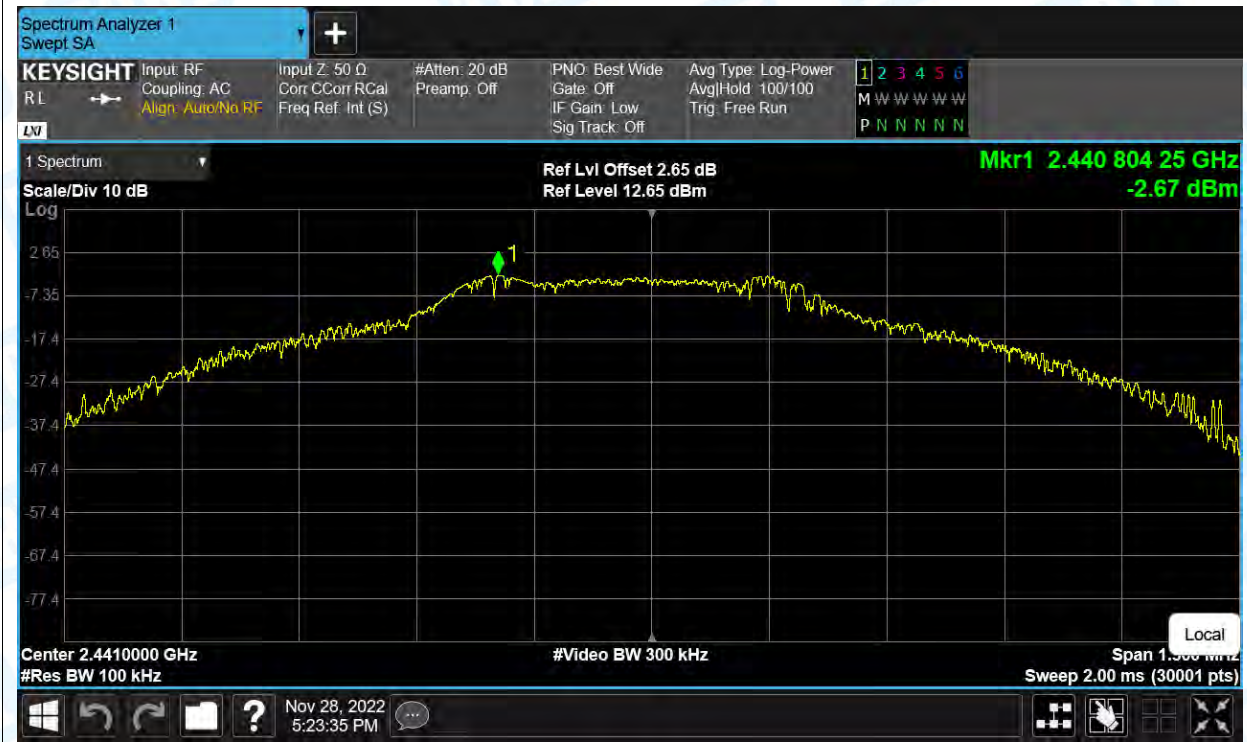 Spectrum Analyzer 1
Swept SA
KEYSIGHT
R L
LXI
Input: RF
Coupling: AC
Align: Auto/No RF
Input Z: 50 Ω
Corr CCorr RCal
Freq Ref: Int (S)
#Atten: 20 dB
Preamp: Off
PNO: Best Wide
Gate: Off
IF Gain: Low
Sig Track: Off
Avg Type: Log-Power
Avg|Hold: 100/100
Trig: Free Run
1 2 3 4 5 6
M W W W W W
P N N N N N
1 Spectrum
Scale/Div 10 dB
Log
Ref Lvl Offset 2.65 dB
Ref Level 12.65 dBm
Mkr1 2.440 804 25 GHz
-2.67 dBm
1
2.65
-7.35
-17.4
-27.4
-37.4
-47.4
-57.4
-67.4
-77.4
Local
Center 2.4410000 GHz
#Video BW 300 kHz
#Res BW 100 kHz
Sweep 2.00 ms (30001 pts)
?
Nov 28, 2022
5:23:35 PM